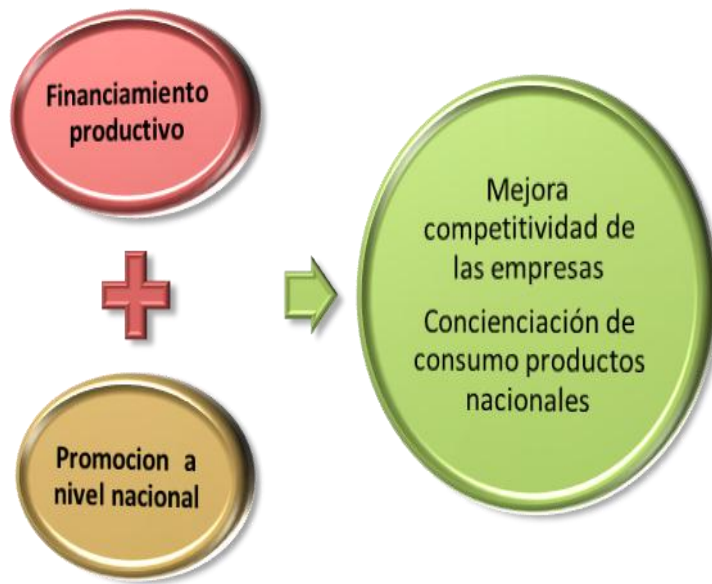 Financiamiento
productivo
Promocion a
nivel nacional
Mejora
competitividad de
las empresas
Concienciación de
consumo productos
nacionales